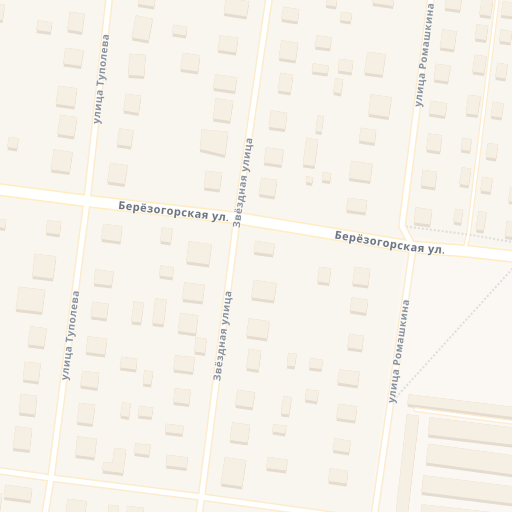 улица Туполева
улица Ромашкина
Звёздная улица
Берёзогорская ул.
Берёзогорская ул.
улица Туполева
Звёздная улица
улица Ромашкина